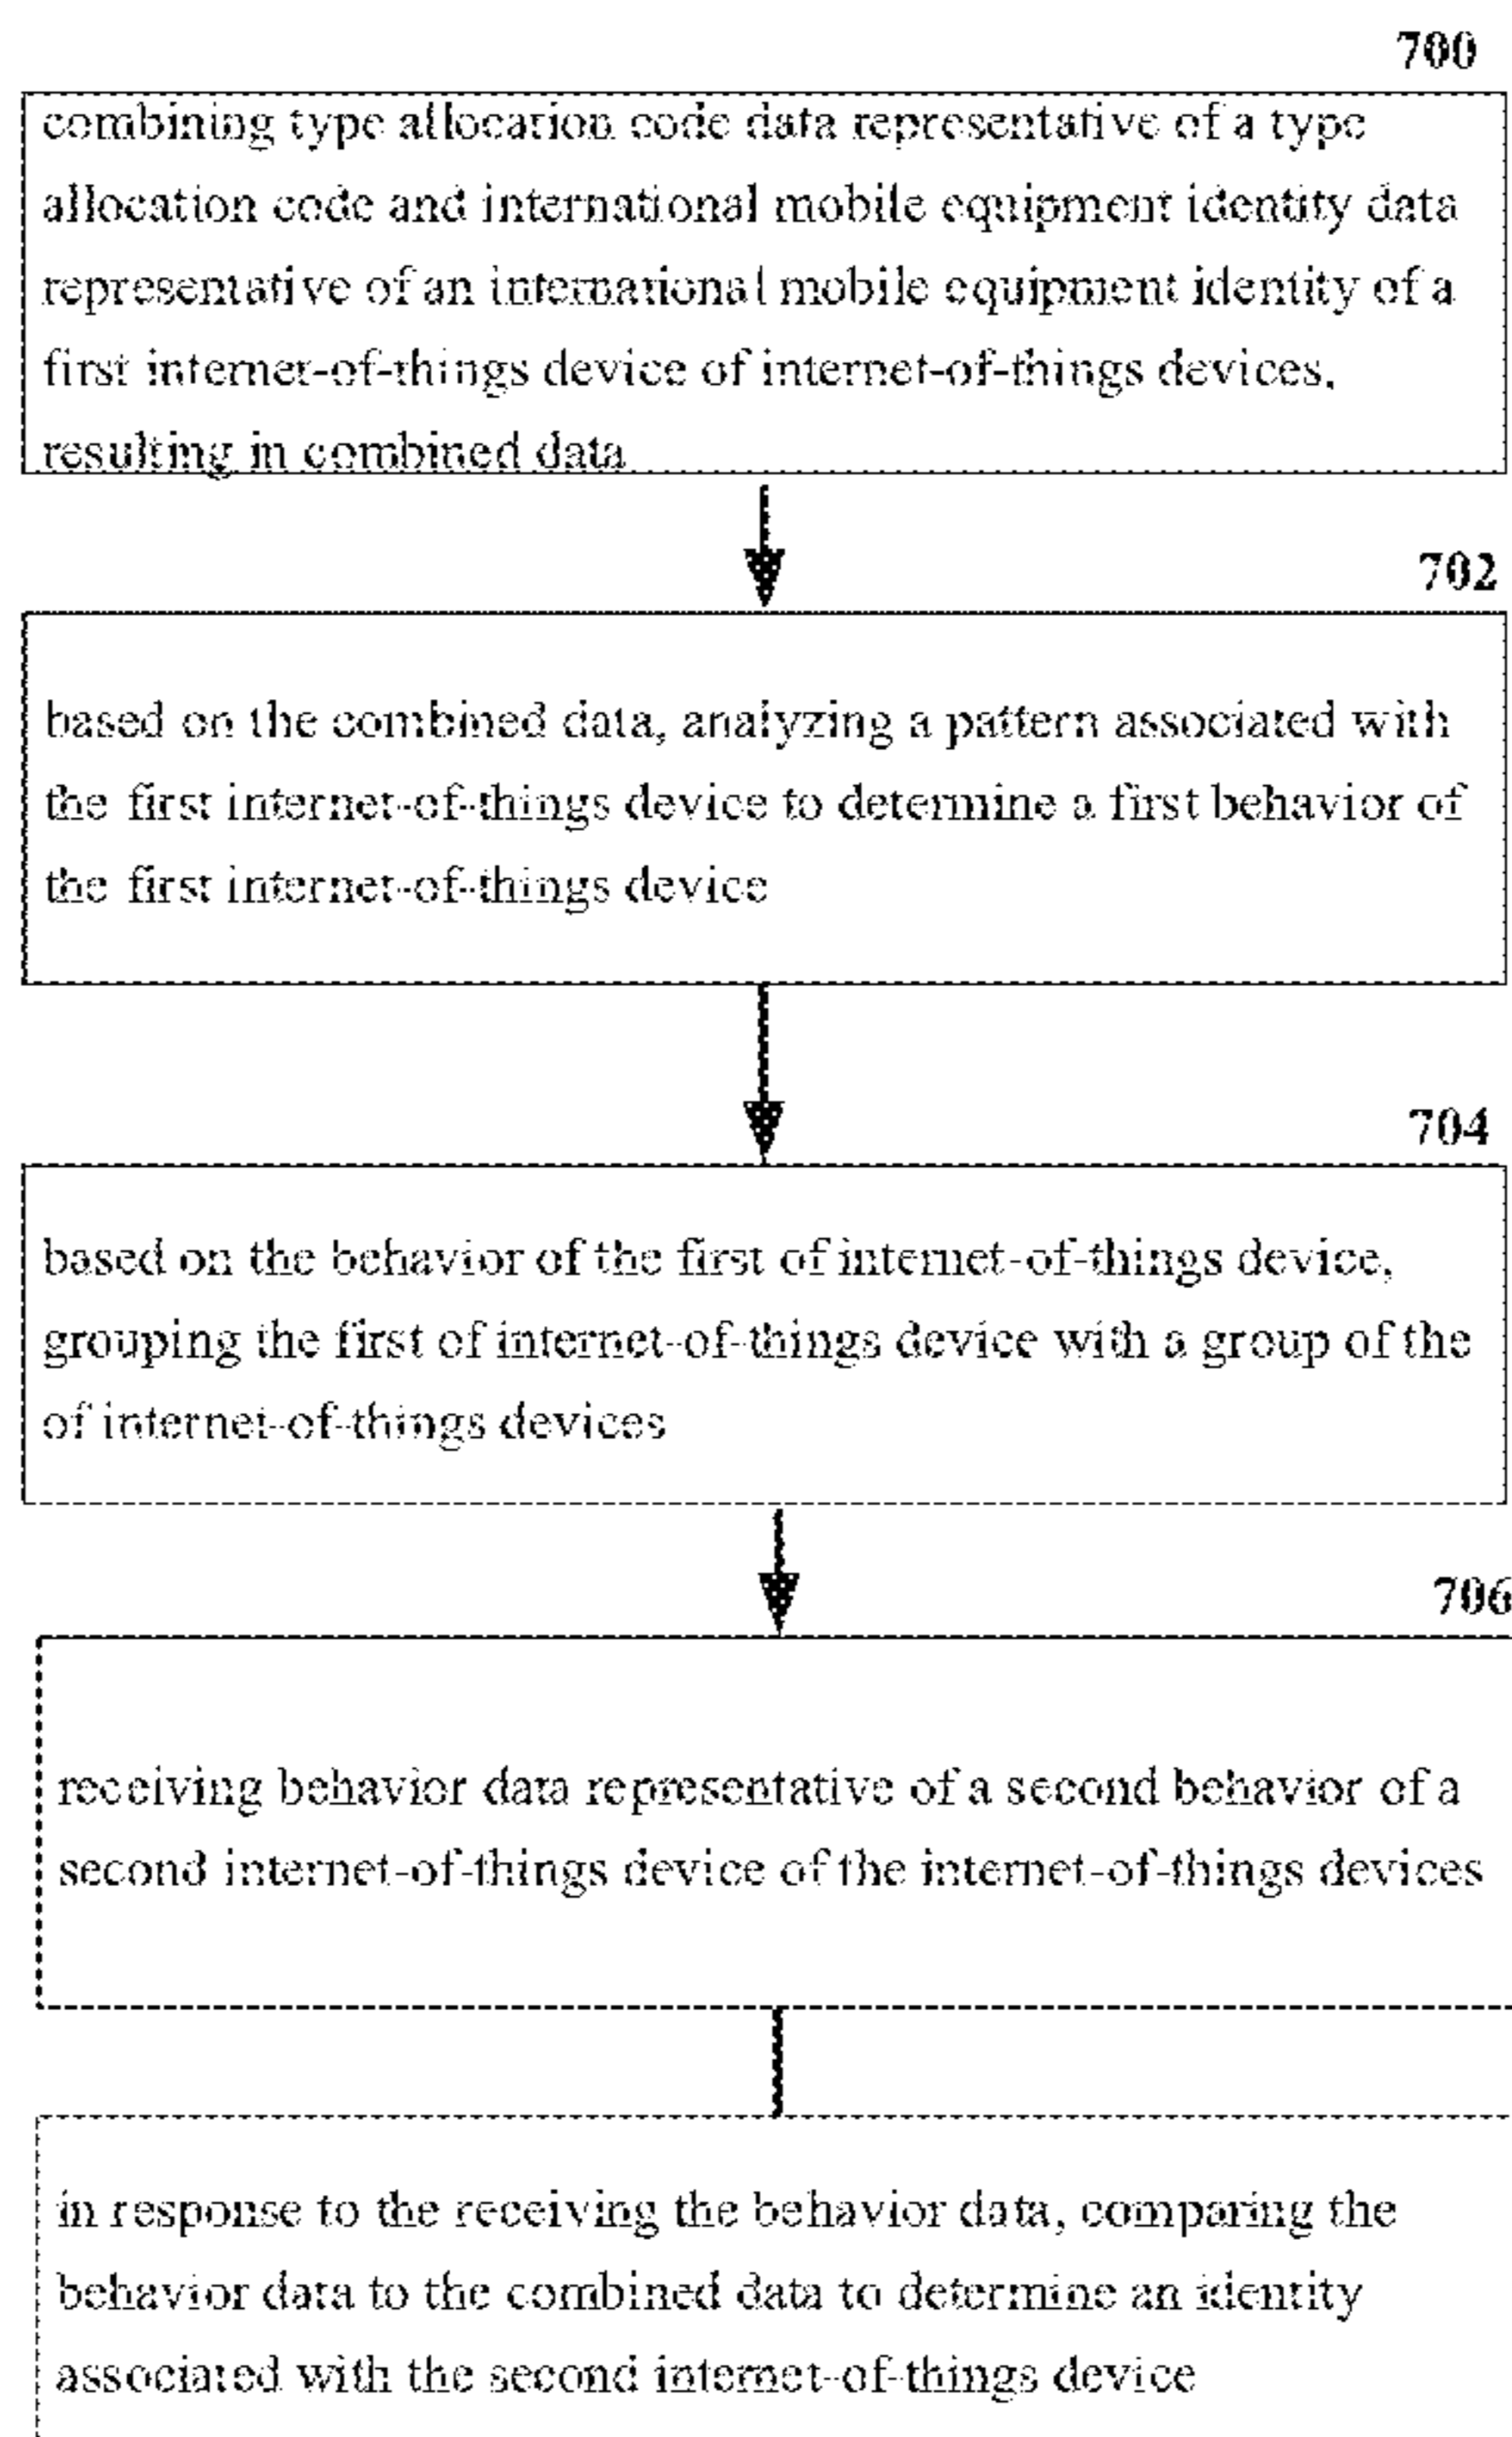 700
combining type allocation code data representative of a type
allocation code and international mobile equipment identity data
representative of an international mobile equipment identity of a
first internet-of-things device of internet-of-things devices,
resulting in combined data
702
based on the combined data, analyzing a pattern associated with
the first internet-of-things device to determine a first behavior of
the first internet-of-things device
704
based on the behavior of the first of internet-of-things device,
grouping the first of internet-of-things device with a group of the
of internet-of-things devices
706
receiving behavior data representative of a second behavior of a
second internet-of-things device of the internet-of-things devices
in response to the receiving the behavior data, comparing the
behavior data to the combined data to determine an identity
associated with the second internet-of-things device